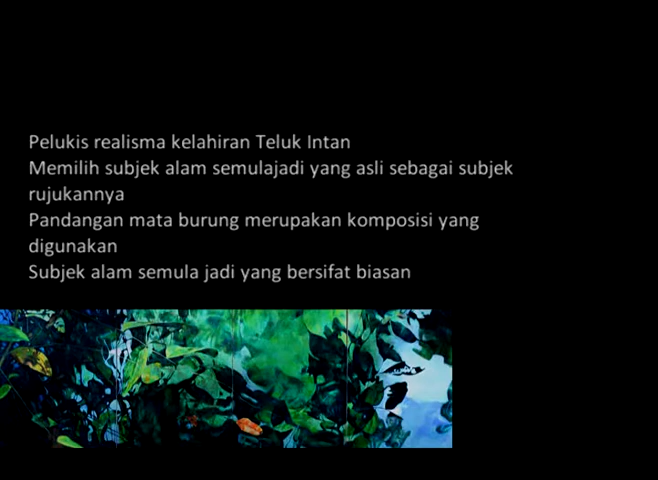 Pelukis realisma kelahiran Teluk Intan
Memilih subjek alam semulajadi yang asli sebagai subjek
rujukannya
Pandangan mata burung merupakan komposisi yang
digunakan
Subjek alam semula jadi yang bersifat biasan